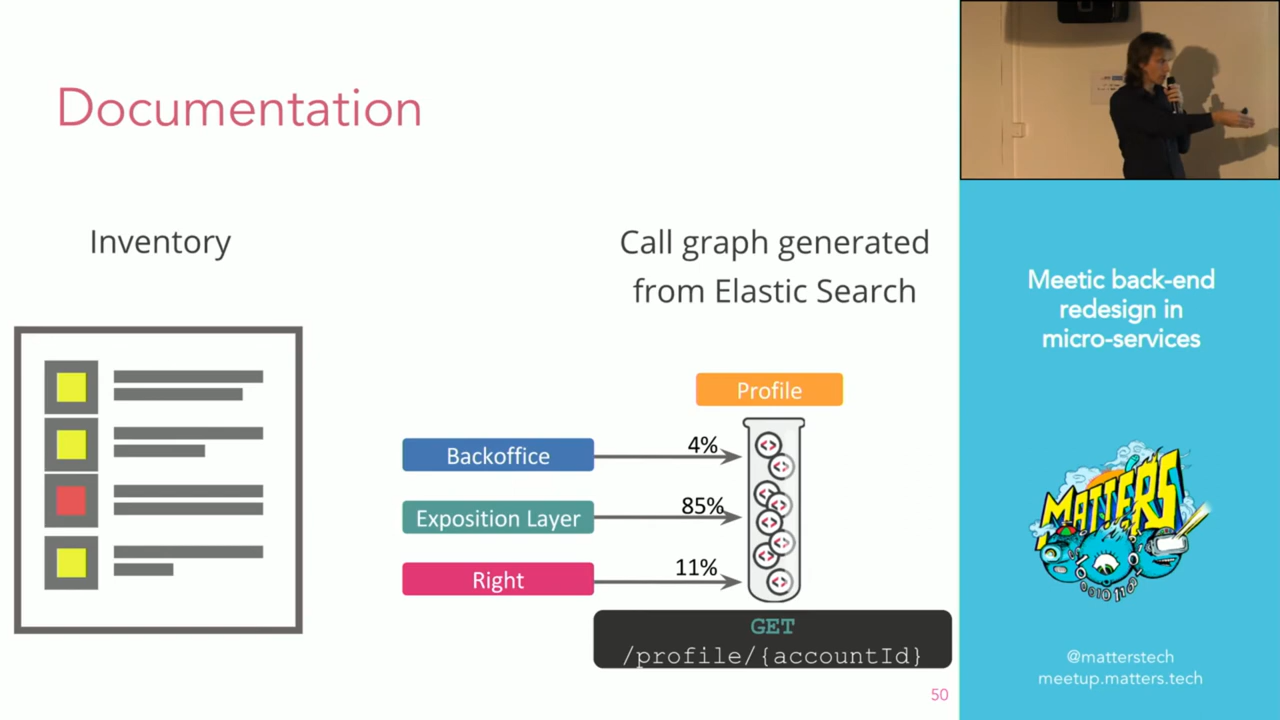 Documentation
Inventory
Call graph generated
from Elastic Search
Profile
Backoffice
4%
Exposition Layer
85%
Right
11%
GET
/profile/{accountId}
50
Meetic back-end
redesign in
micro-services
MATTERS
@matterstech
meetup.matters.tech